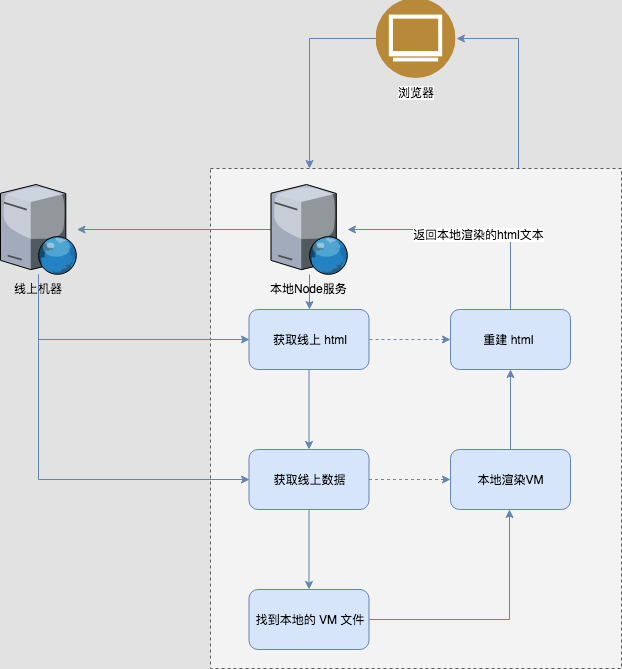 浏览器
返回本地渲染的html文本
线上机器
本地Node服务
获取线上 html
重建 html
获取线上数据
本地渲染VM
找到本地的 VM 文件